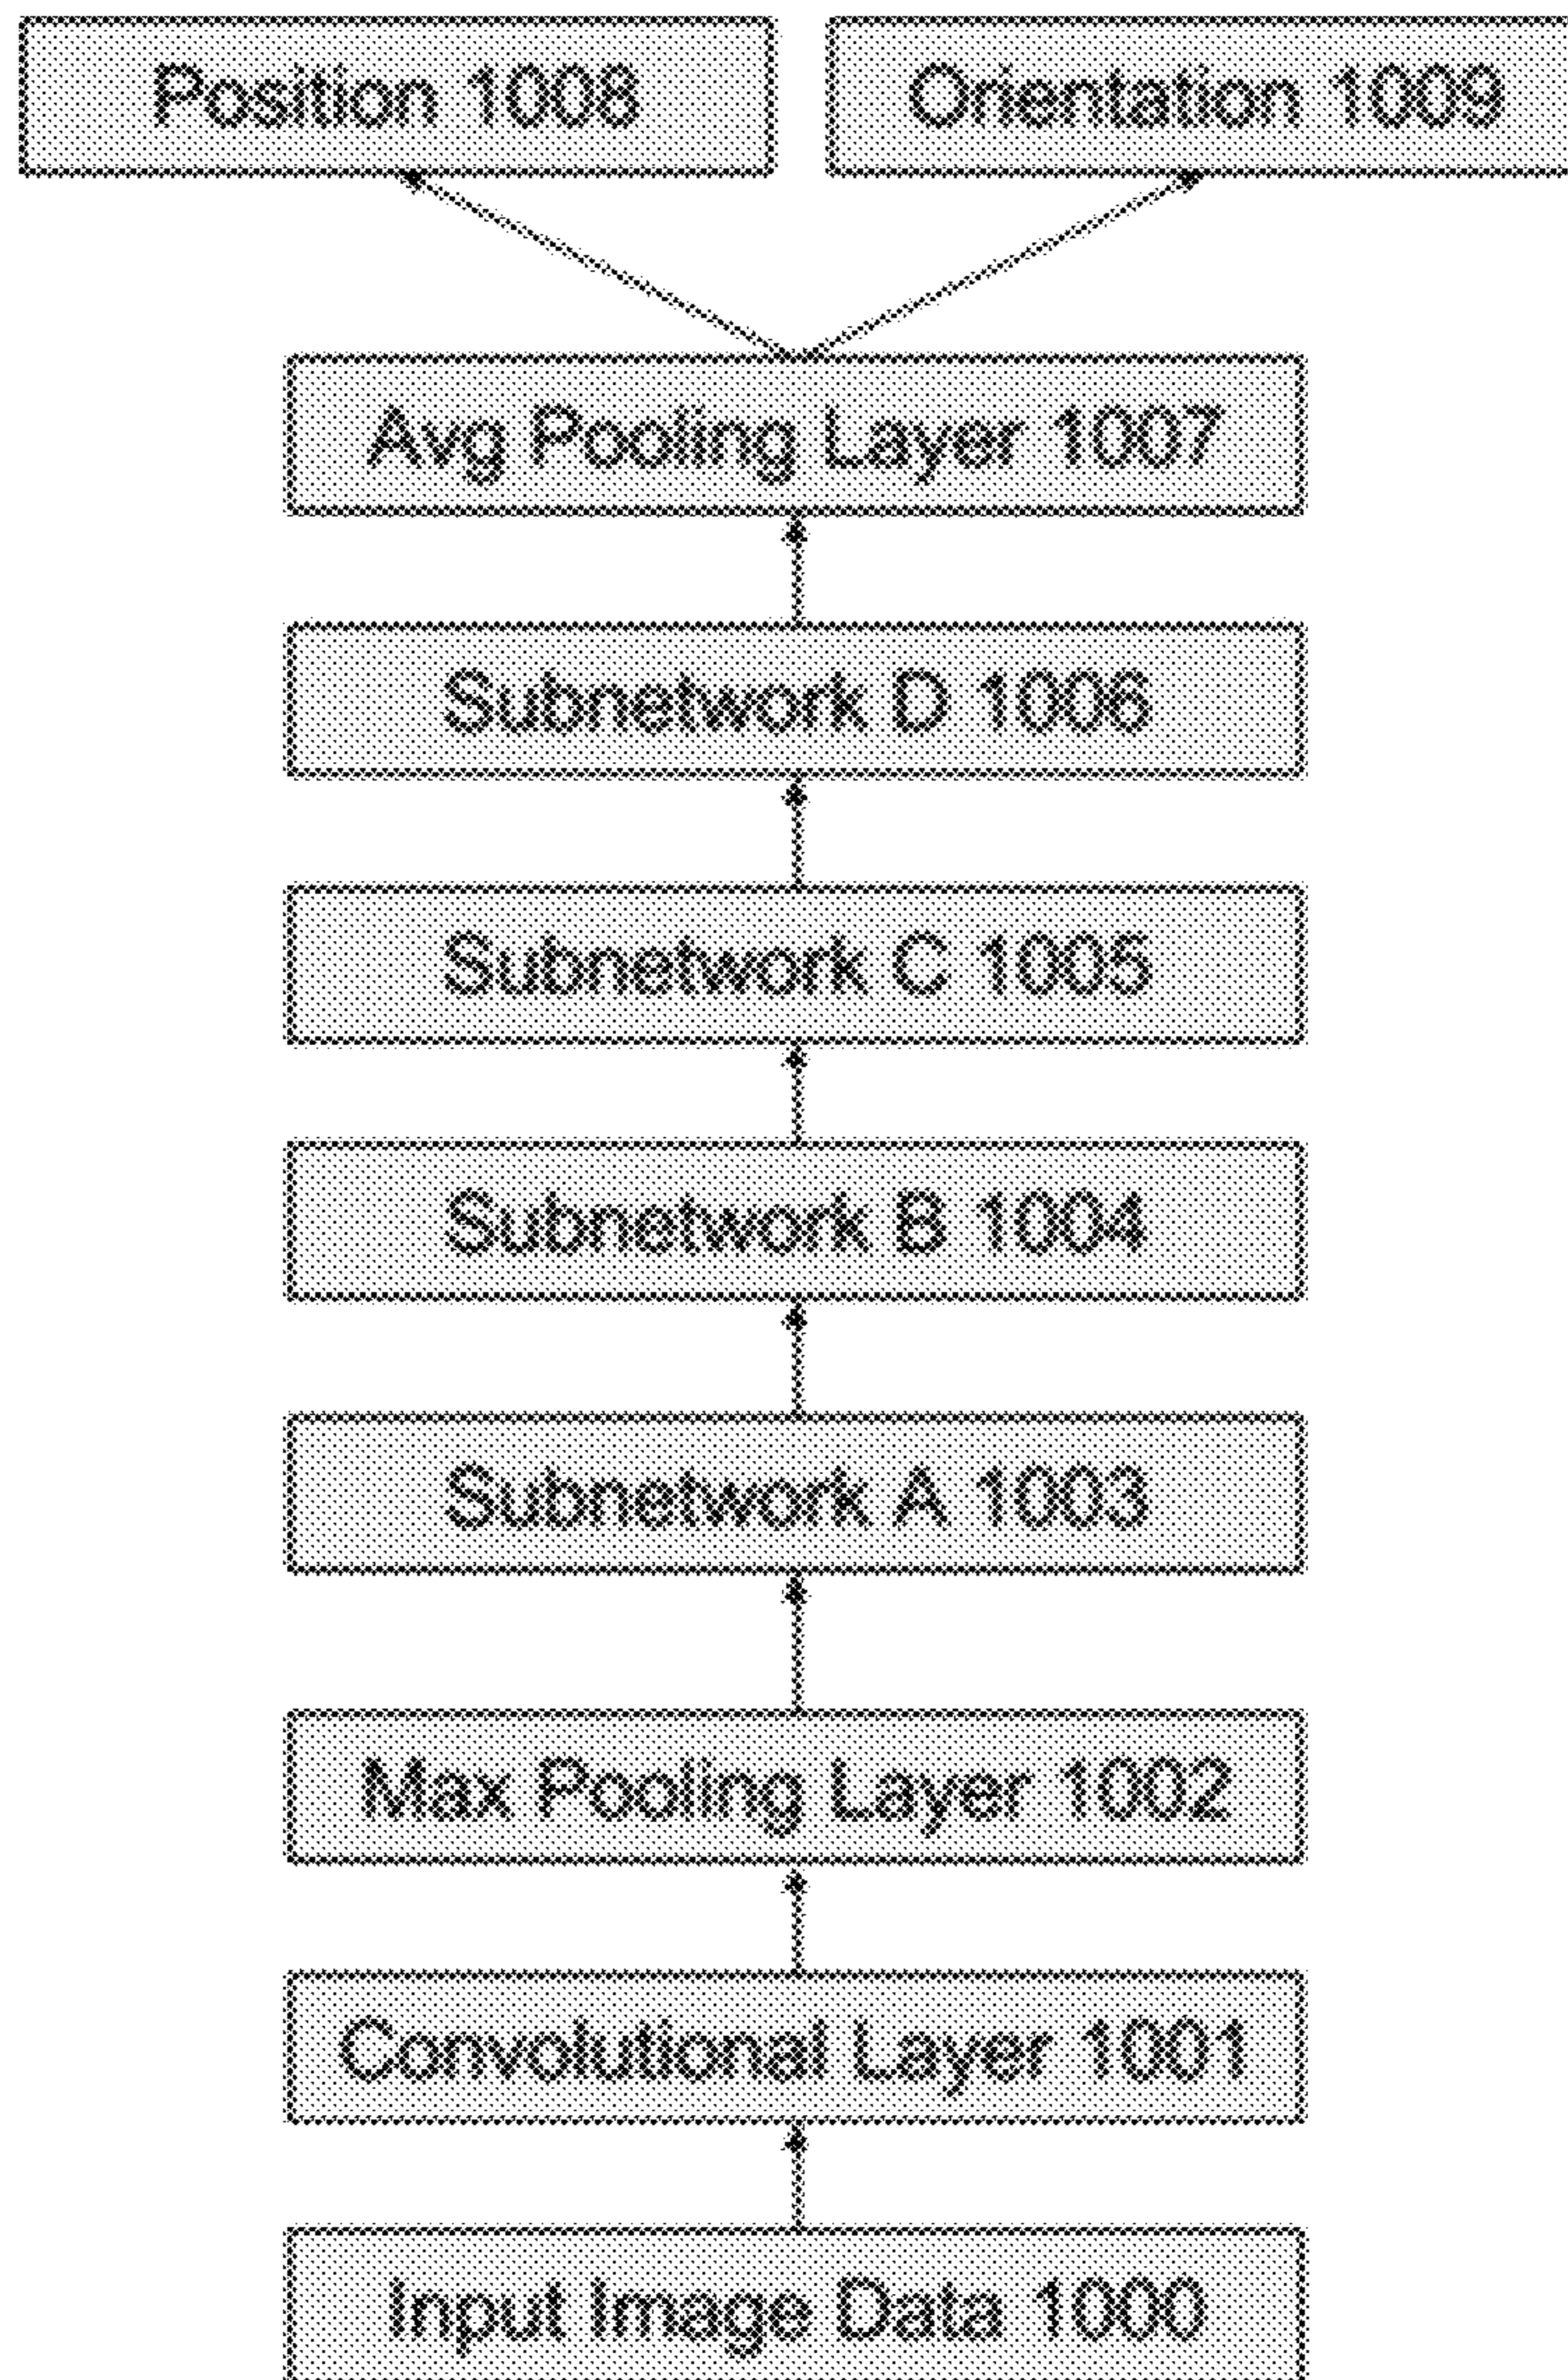 Position 1008
Orientation 1009
Avg Pooling Layer 1007
Subnetwork D 1006
Subnetwork C 1005
Subnetwork B 1004
Subnetwork A 1003
Max Pooling Layer 1002
Convolutional Layer 1001
Input Image Data 1000